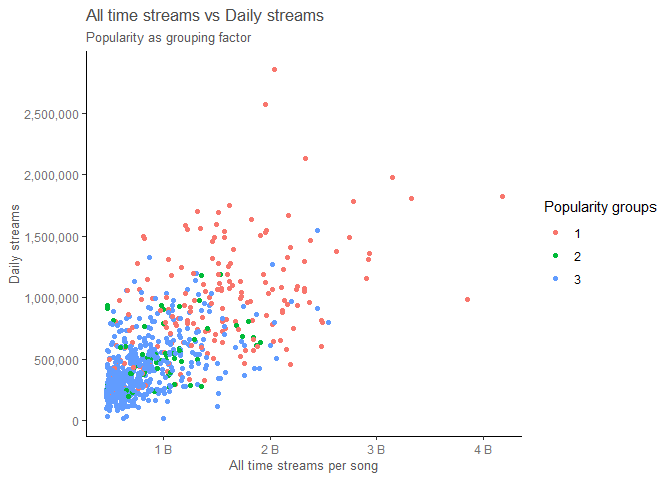 All time streams vs Daily streams
Popularity as grouping factor
Daily streams
2,500,000
2,000,000
1,500,000
1,000,000
500,000
0
1 B
2 B
3 B
4 B
All time streams per song
Popularity groups
1
2
3